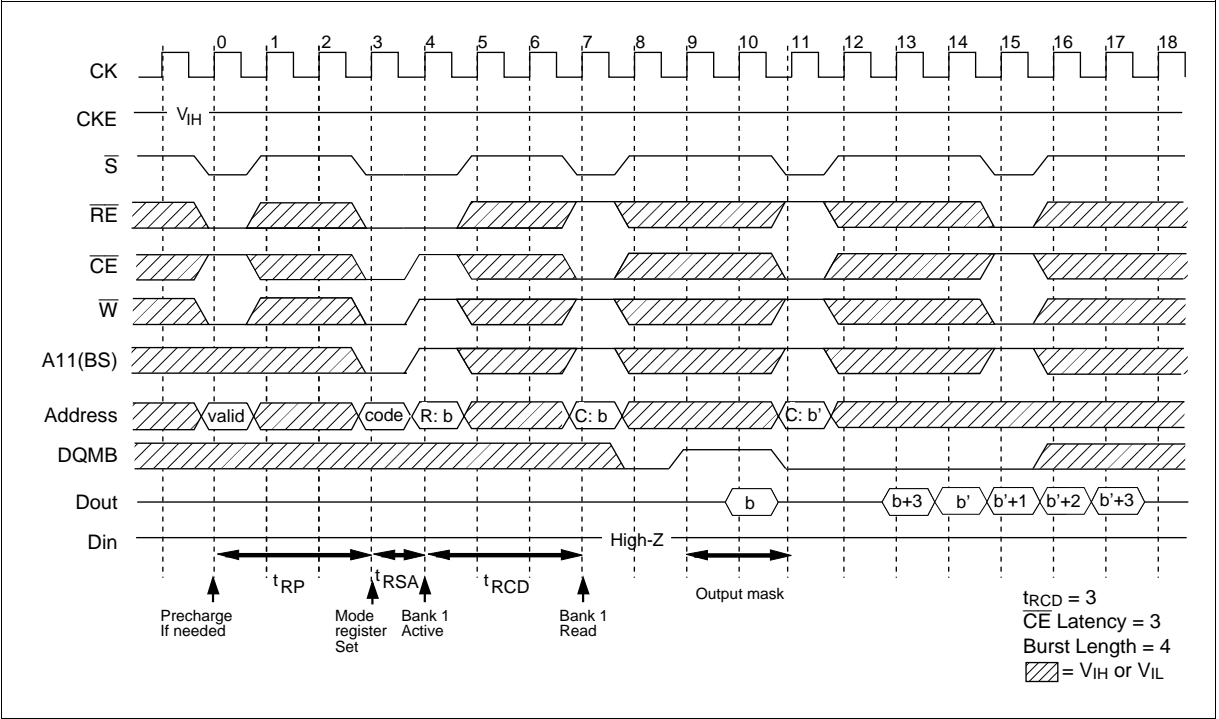 0 1 2 3 4 5 6 7 8 9 10 11 12 13 14 15 16 17 18
CK
CKE VIH
S
RE
CE
W
A11(BS)
Address valid code R: b C: b C: b’
DQMB
Dout b b+3 b’ b’+1 b’+2 b’+3
Din High-Z
tRP tRSA tRCD Output mask
Precharge
If needed
Mode
register
Set
Bank 1
Active
Bank 1
Read
tRCD = 3
CE Latency = 3
Burst Length = 4
= VIH or VIL